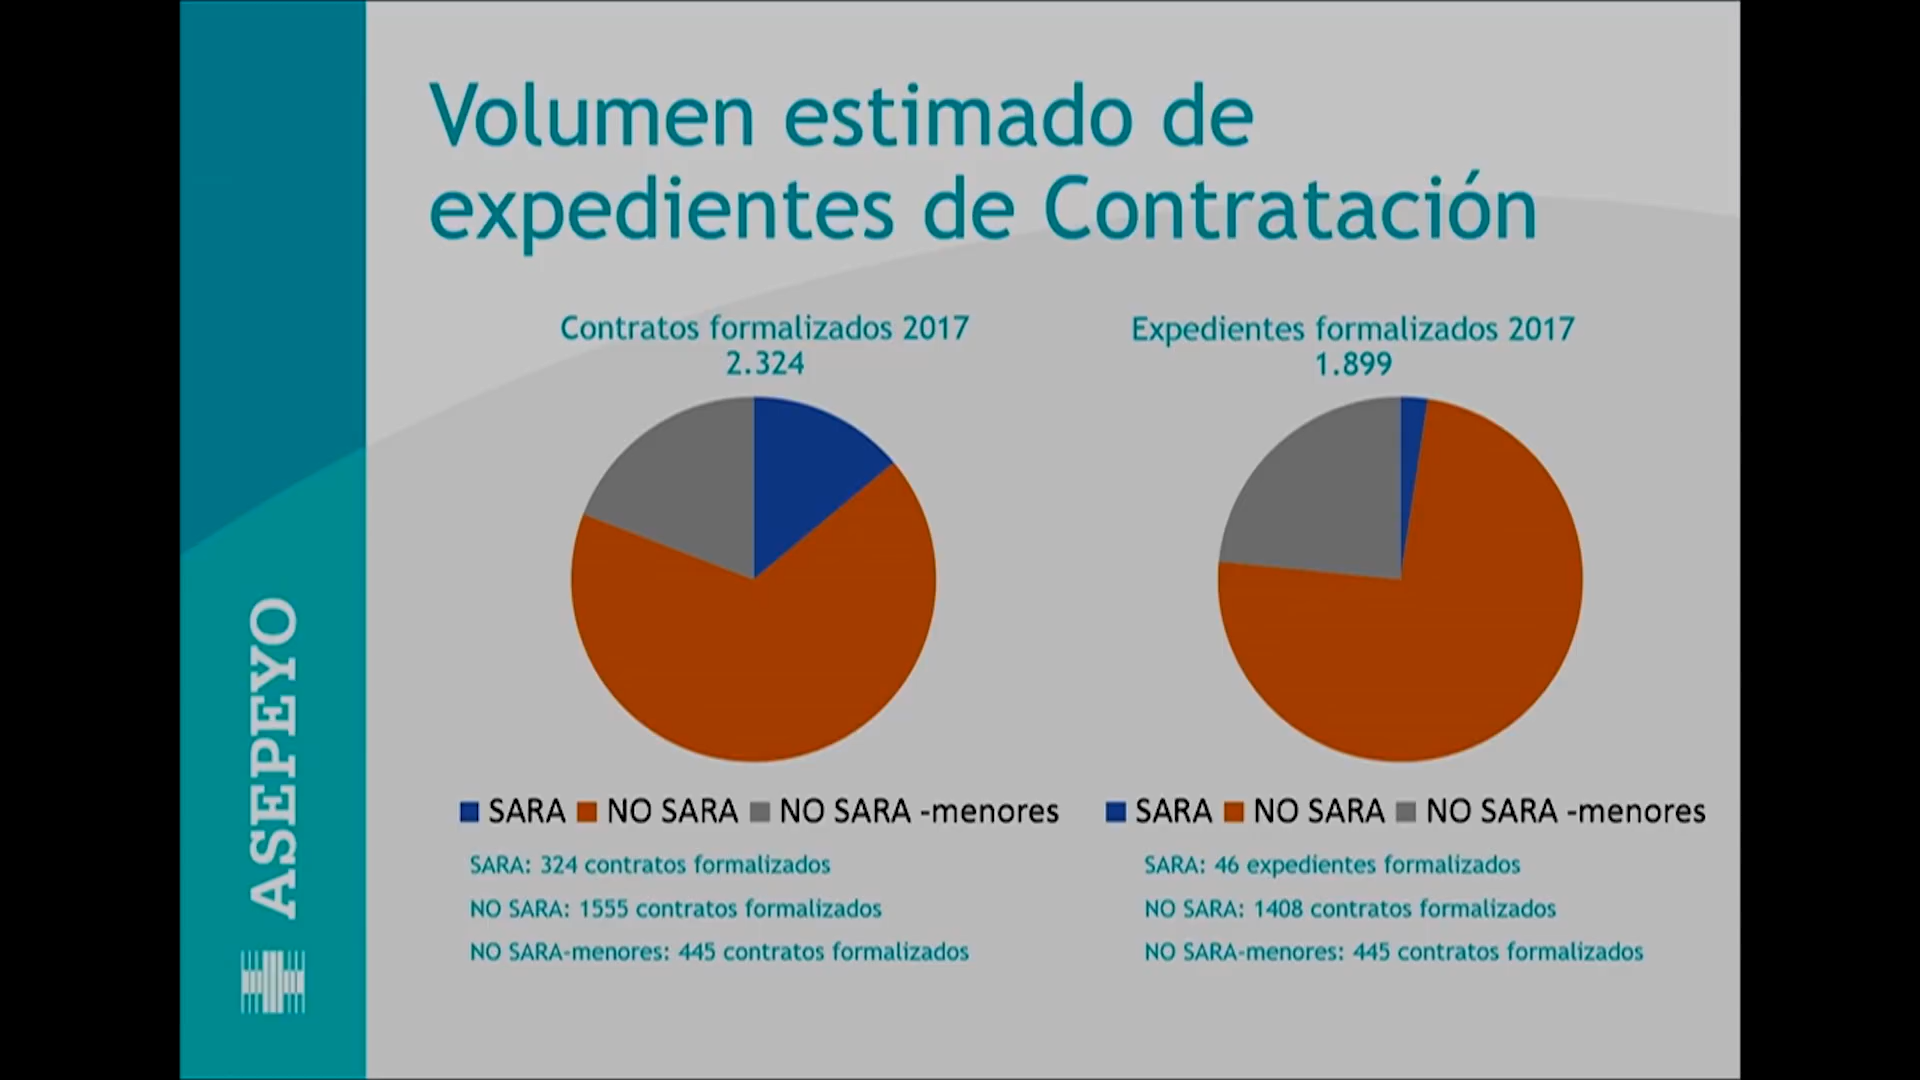 Volumen estimado de
expedientes de Contratación
Contratos formalizados 2017
2.324
SARA NO SARA NO SARA -menores
SARA: 324 contratos formalizados
NO SARA: 1555 contratos formalizados
NO SARA-menores: 445 contratos formalizados
Expedientes formalizados 2017
1.899
SARA NO SARA NO SARA -menores
SARA: 46 expedientes formalizados
NO SARA: 1408 contratos formalizados
NO SARA-menores: 445 contratos formalizados
ASEPEYO